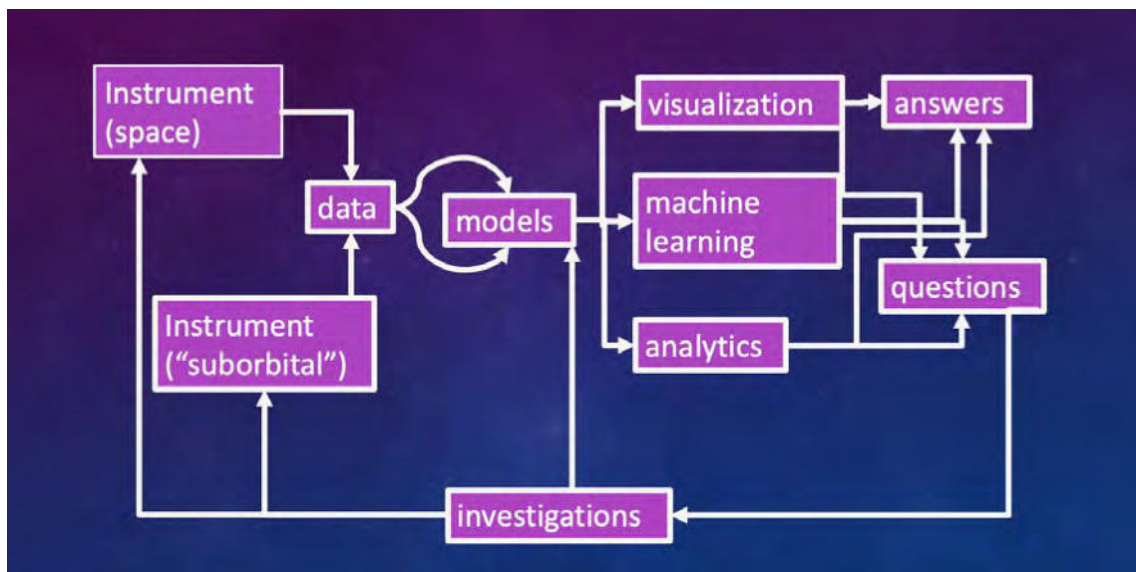 Instrument
(space)
data
Instrument
(“suborbital”)
models
visualization
machine
learning
analytics
answers
questions
investigations